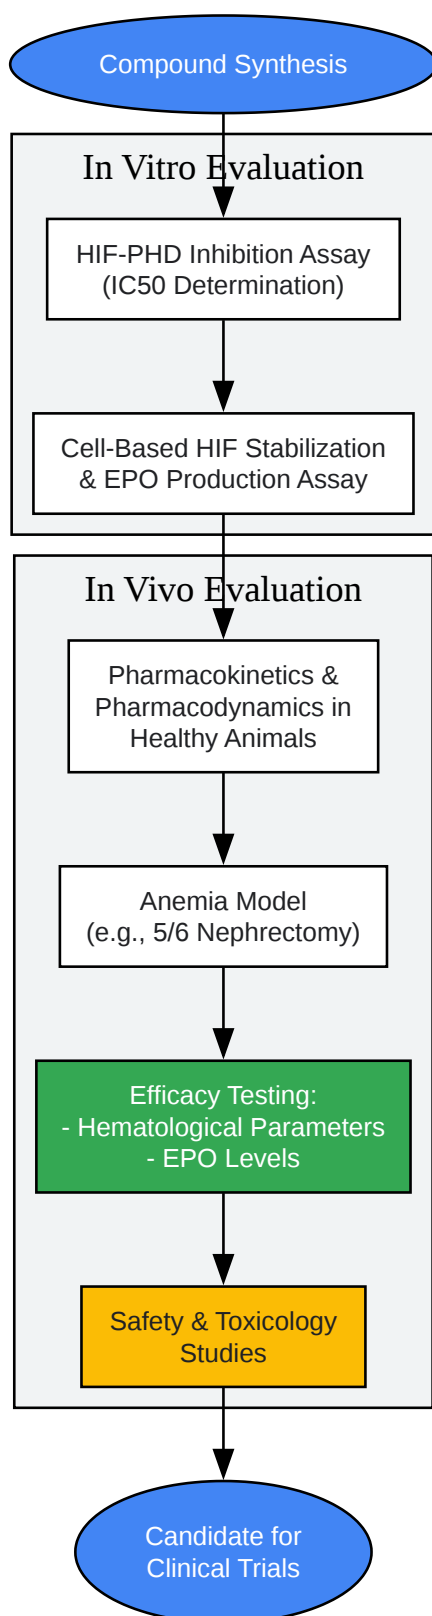 Compound Synthesis
In Vitro Evaluation
HIF-PHD Inhibition Assay
(IC50 Determination)
Cell-Based HIF Stabilization
& EPO Production Assay
In Vivo Evaluation
Pharmacokinetics &
Pharmacodynamics in
Healthy Animals
Anemia Model
(e.g., 5/6 Nephrectomy)
Efficacy Testing:
- Hematological Parameters
- EPO Levels
Safety & Toxicology
Studies
Candidate for
Clinical Trials